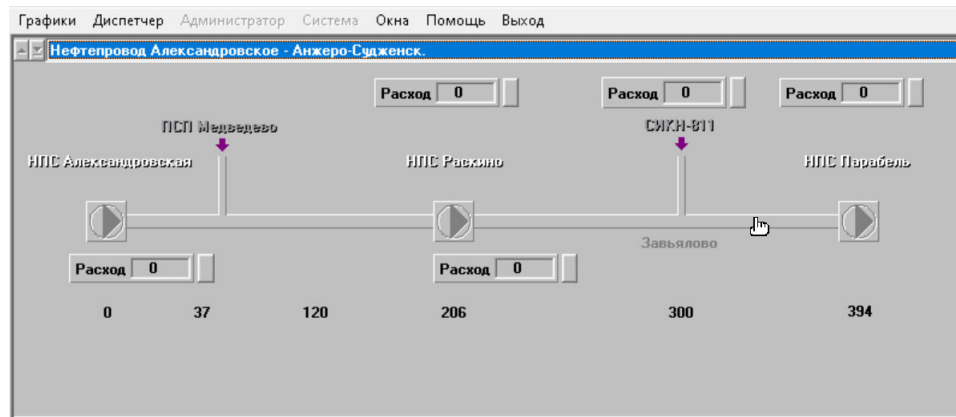 Графики Диспетчер Администратор Система Окна Помощь Выход
Нефтепровод Александровское - Анжеро-Судженск.
Расход 0 Расход 0 Расход 0
ПСП Медведево СИКН-811
НПС Александровская НПС Раскино НПС Парабель
Завьялово
Расход 0 Расход 0
0 37 120 206 300 394